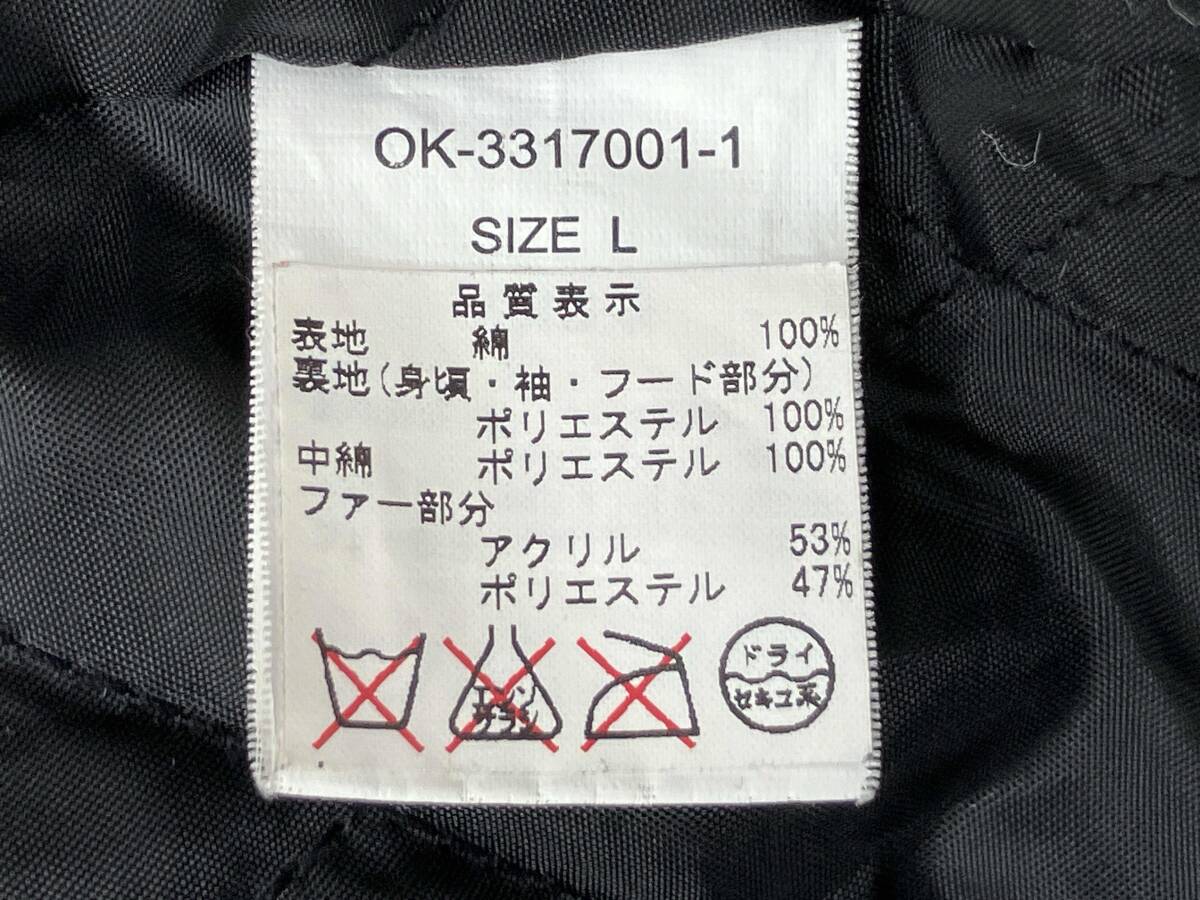 OK-3317001-1
SIZE L
品質表示
表地 綿 100%
裏地(身頃・袖・フード部分)
ポリエステル 100%
中綿 ポリエステル 100%
ファー部分
アクリル 53%
ポリエステル 47%
エンソ
サラシ
ドライ
セキユ系